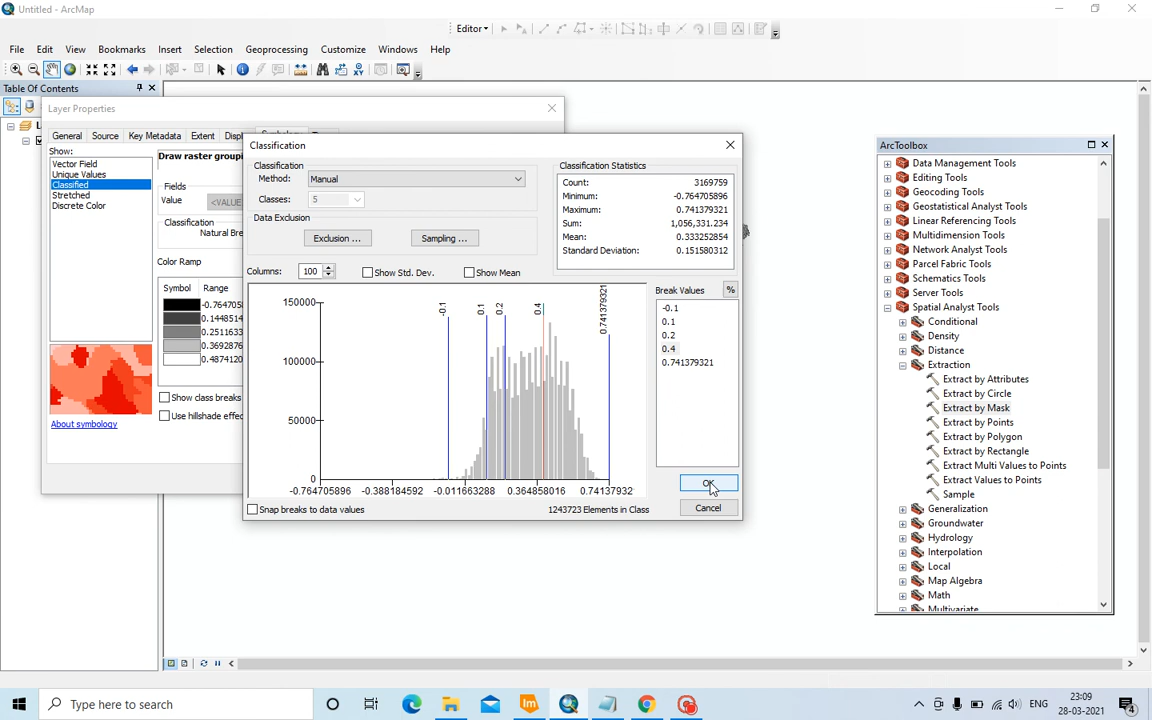 Untitled - ArcMap
Editor
File Edit View Bookmarks Insert Selection Geoprocessing Customize Windows Help
Table Of Contents
Layer Properties
General Source Key Metadata Extent
Show:
Vector Field
Unique Values
Classified
Stretched
Discrete Color
About symbology
Draw raster groupi
Fields
Value <VALUE
Classification
Natural Bre
Color Ramp
Symbol Range
-0.764705
0.1448514
0.2511633
0.3692876
0.4874120
Show class breaks
Use hillshade effec
Classification
Classification
Method: Manual
Classes: 5
Data Exclusion
Exclusion ... Sampling ...
Columns: 100 Show Std. Dev. Show Mean
Classification Statistics
Count: 3169759
Minimum: -0.764705896
Maximum: 0.741379321
Sum: 1,056,331.234
Mean: 0.333252854
Standard Deviation: 0.151580312
Break Values %
-0.1
0.1
0.2
0.4
0.741379321
150000
100000
50000
0
-0.1 0.1 0.2 0.4 0.741379321
-0.764705896 -0.388184592 -0.011663288 0.364858016 0.74137932
Snap breaks to data values
1243723 Elements in Class
OK
Cancel
ArcToolbox
Data Management Tools
Editing Tools
Geocoding Tools
Geostatistical Analyst Tools
Linear Referencing Tools
Multidimension Tools
Network Analyst Tools
Parcel Fabric Tools
Schematics Tools
Server Tools
Spatial Analyst Tools
Conditional
Density
Distance
Extraction
Extract by Attributes
Extract by Circle
Extract by Mask
Extract by Points
Extract by Polygon
Extract by Rectangle
Extract Multi Values to Points
Extract Values to Points
Sample
Generalization
Groundwater
Hydrology
Interpolation
Local
Map Algebra
Math
Multivariate
Type here to search
ENG
23:09
28-03-2021
4